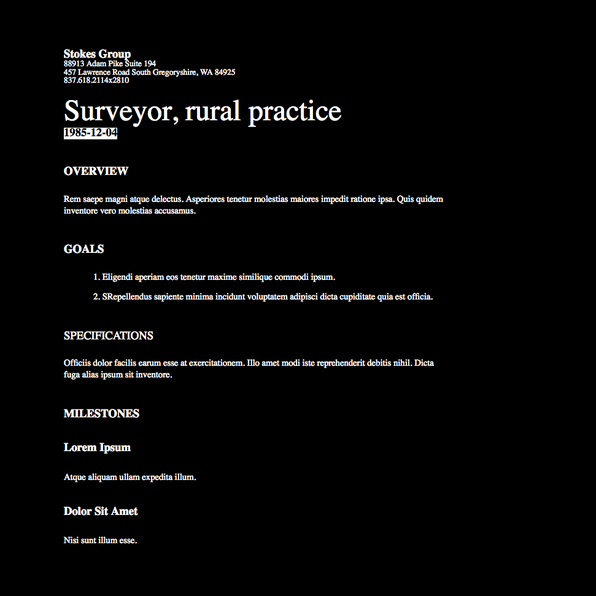 Stokes Group
88913 Adam Pike Suite 194
457 Lawrence Road South Gregoryshire, WA 84925
837.618.2114x2810
Surveyor, rural practice
1985-12-04
OVERVIEW
Rem saepe magni atque delectus. Asperiores tenetur molestias maiores impedit ratione ipsa. Quis quidem
inventore vero molestias accusamus.
GOALS
1. Eligendi aperiam eos tenetur maxime similique commodi ipsum.
2. SRepellendus sapiente minima incidunt voluptatem adipisci dicta cupiditate quia est officia.
SPECIFICATIONS
Officiis dolor facilis earum esse at exercitationem. Illo amet modi iste reprehenderit debitis nihil. Dicta
fuga alias ipsum sit inventore.
MILESTONES
Lorem Ipsum
Atque aliquam ullam expedita illum.
Dolor Sit Amet
Nisi sunt illum esse.